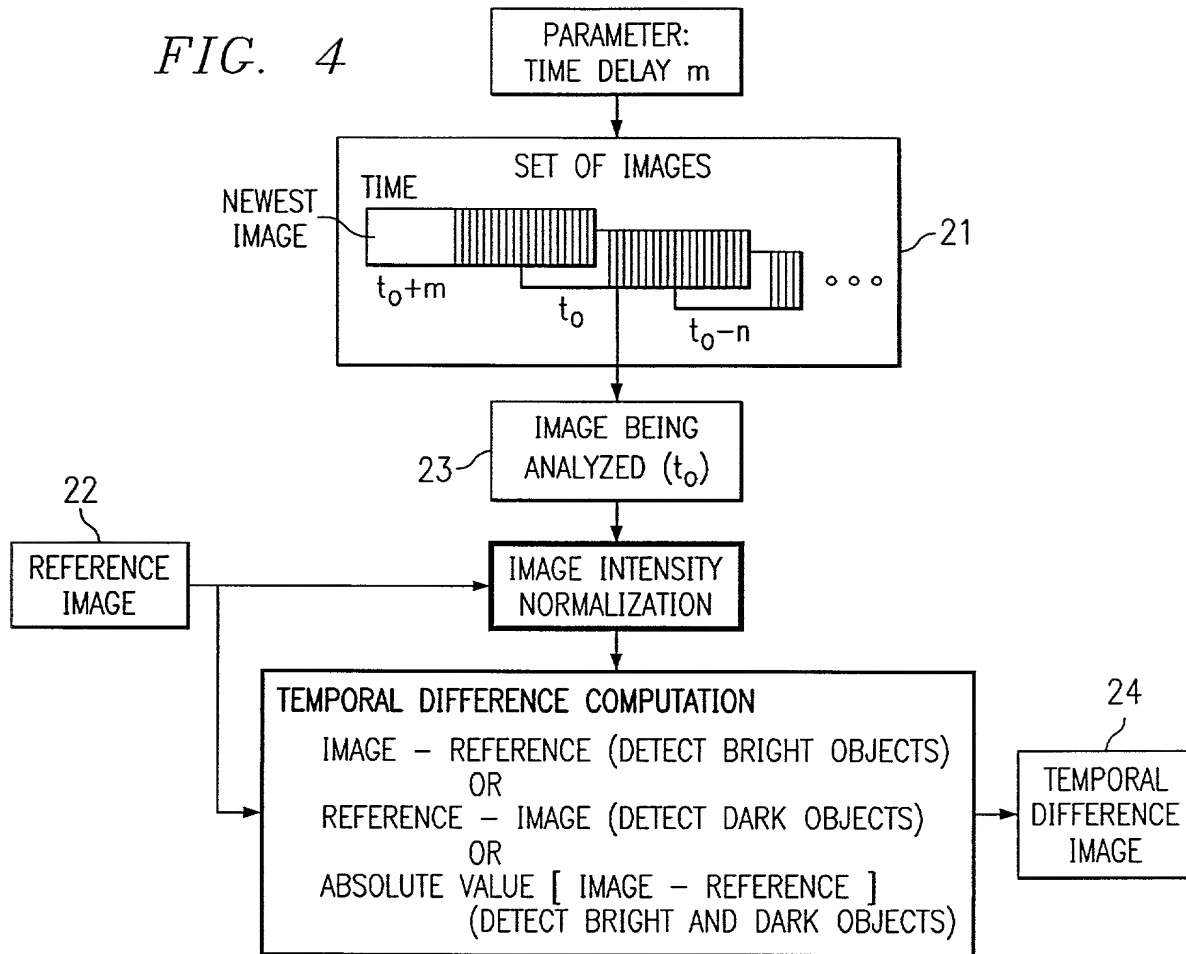 FIG. 4
PARAMETER:
TIME DELAY m
SET OF IMAGES
TIME
NEWEST
IMAGE
21
t₀+m
t₀
t₀–n
IMAGE BEING
ANALYZED (t₀)
23
22
REFERENCE
IMAGE
IMAGE INTENSITY
NORMALIZATION
TEMPORAL DIFFERENCE COMPUTATION
IMAGE – REFERENCE (DETECT BRIGHT OBJECTS)
OR
REFERENCE – IMAGE (DETECT DARK OBJECTS)
OR
ABSOLUTE VALUE [ IMAGE – REFERENCE ]
(DETECT BRIGHT AND DARK OBJECTS)
24
TEMPORAL
DIFFERENCE
IMAGE